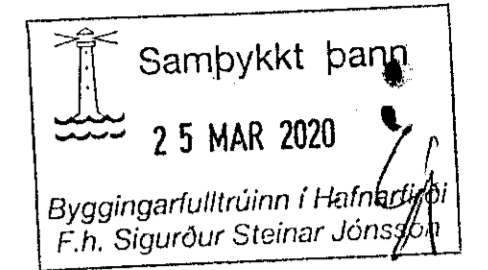 Samþykkt þann
25 MAR 2020
Byggingarfulltrúinn í Hafnarfirði
F.h. Sigurður Steinar Jónsson